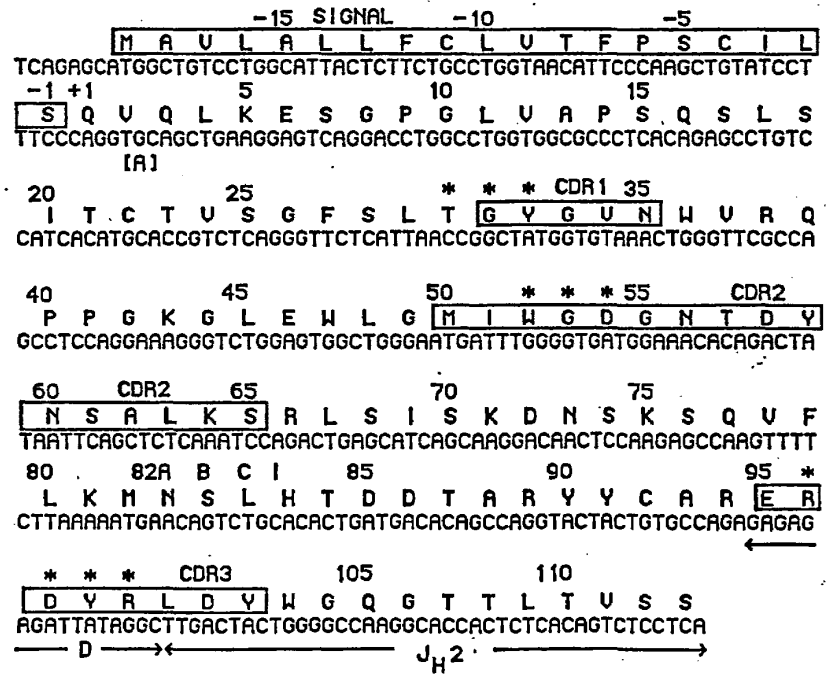 -15 SIGNAL -10 -5
M A V L A L L F C L V T F P S C I L
TCAGAGCATGGCTGTCCTGGCATTACTCTTCTGCCTGGTAACATTCCCAAGCTGTATCCT
-1 +1 5 10 15
S Q V Q L K E S G P G L V A P S Q S L S
TTCCCAGGTGCAGCTGAAGGAGTCAGGACCTGGCCTGGTGGCGCCCTCACAGAGCCTGTC
[A]
20 25 * * * CDR1 35
I T C T V S G F S L T G Y G V N W V R Q
CATCACATGCACCGTCTCAGGGTTCTCATTAACCGGCTATGGTGTAAACTGGGTTCGCCA
40 45 50 * * * 55 CDR2
P P G K G L E W L G M I W G D G N T D Y
GCCTCCAGGAAAGGGTCTGGAGTGGCTGGGAATGATTTGGGGTGATGGAAACACAGACTA
60 CDR2 65 70 75
N S A L K S R L S I S K D N S K S Q V F
TAATTCAGCTCTCAAATCCAGACTGAGCATCAGCAAGGACAACTCCAAGAGCCAAGTTTT
80 82A B C I 85 90 95 *
L K M N S L H T D D T A R Y Y C A R E R
CTTAAAAATGAACAGTCTGCACACTGATGACACAGCCAGGTACTACTGTGCCAGAGAGAG
* * * CDR3 105 110
D Y R L D Y W G Q G T T L T V S S
AGATTATAGGCTTGACTACTGGGGCCAAGGCACCACTCTCACAGTCTCCTCA
D JH2